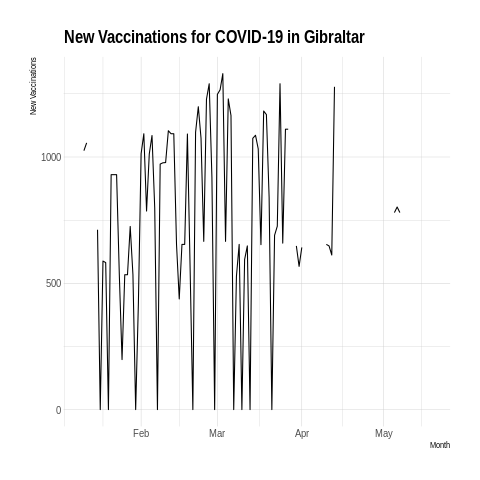 New Vaccinations for COVID-19 in Gibraltar
New Vaccinations
1000
500
0
Feb
Mar
Apr
May
Month